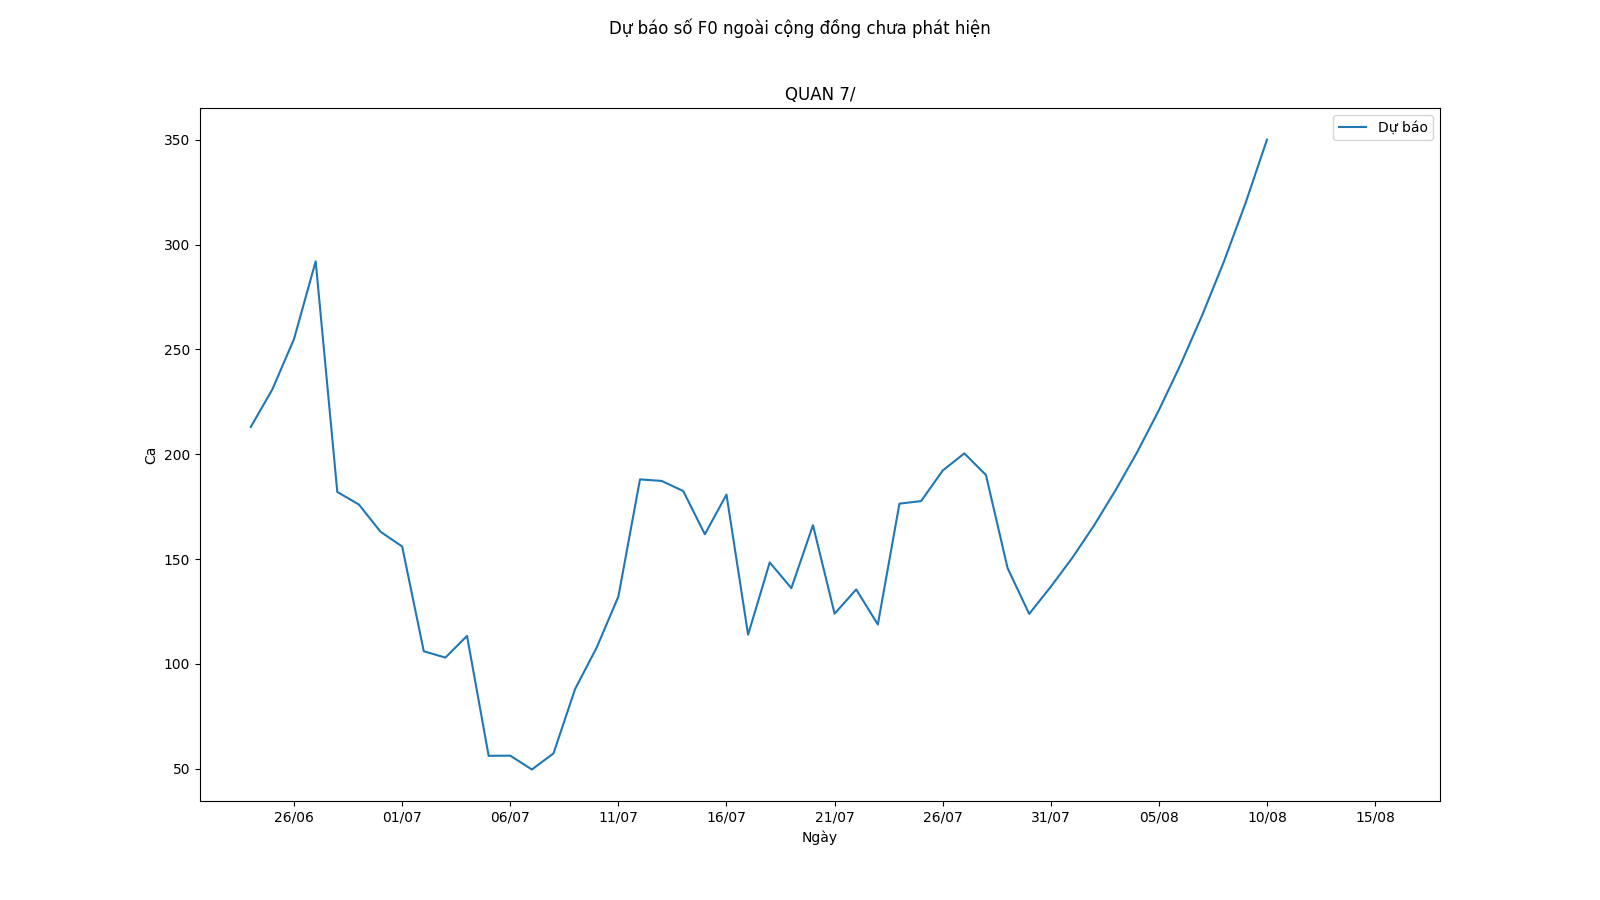 Dự báo số F0 ngoài cộng đồng chưa phát hiện
QUAN 7/
Dự báo
350
300
250
200
150
100
50
Ca
26/06 01/07 06/07 11/07 16/07 21/07 26/07 31/07 05/08 10/08 15/08
Ngày